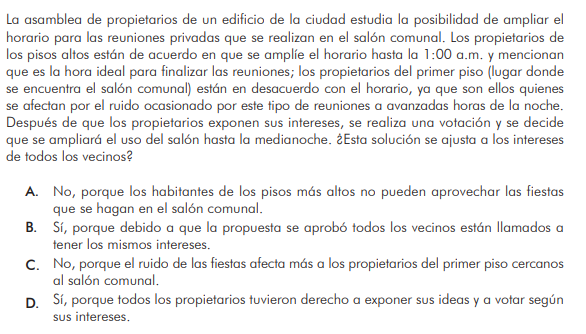 La asamblea de propietarios de un edificio de la ciudad estudia la posibilidad de ampliar el
horario para las reuniones privadas que se realizan en el salón comunal. Los propietarios de
los pisos altos están de acuerdo en que se amplíe el horario hasta la 1:00 a.m. y mencionan
que es la hora ideal para finalizar las reuniones; los propietarios del primer piso (lugar donde
se encuentra el salón comunal) están en desacuerdo con el horario, ya que son ellos quienes
se afectan por el ruido ocasionado por este tipo de reuniones a avanzadas horas de la noche.
Después de que los propietarios exponen sus intereses, se realiza una votación y se decide
que se ampliará el uso del salón hasta la medianoche. ¿Esta solución se ajusta a los intereses
de todos los vecinos?
A. No, porque los habitantes de los pisos más altos no pueden aprovechar las fiestas
que se hagan en el salón comunal.
B. Sí, porque debido a que la propuesta se aprobó todos los vecinos están llamados a
tener los mismos intereses.
C. No, porque el ruido de las fiestas afecta más a los propietarios del primer piso cercanos
al salón comunal.
D. Sí, porque todos los propietarios tuvieron derecho a exponer sus ideas y a votar según
sus intereses.